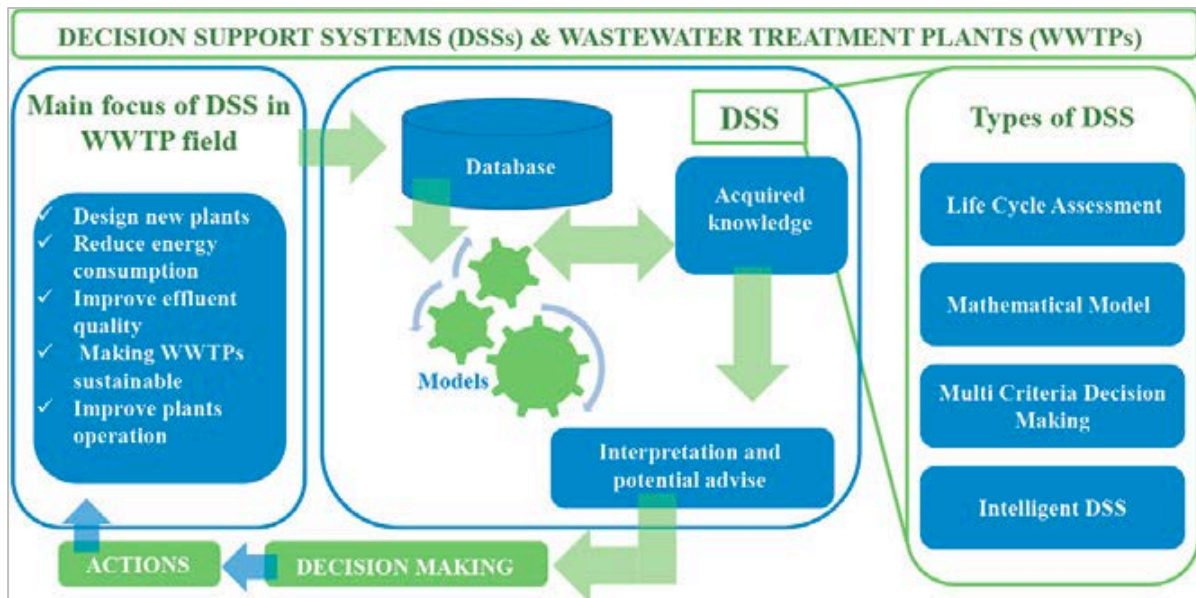 DECISION SUPPORT SYSTEMS (DSSs) & WASTEWATER TREATMENT PLANTS (WWTPs)
Main focus of DSS in
WWTP field
✓ Design new plants
✓ Reduce energy
consumption
✓ Improve effluent
quality
✓ Making WWTPs
sustainable
✓ Improve plants
operation
Database
Models
DSS
Acquired
knowledge
Interpretation and
potential advise
Types of DSS
Life Cycle Assessment
Mathematical Model
Multi Criteria Decision
Making
Intelligent DSS
ACTIONS
DECISION MAKING